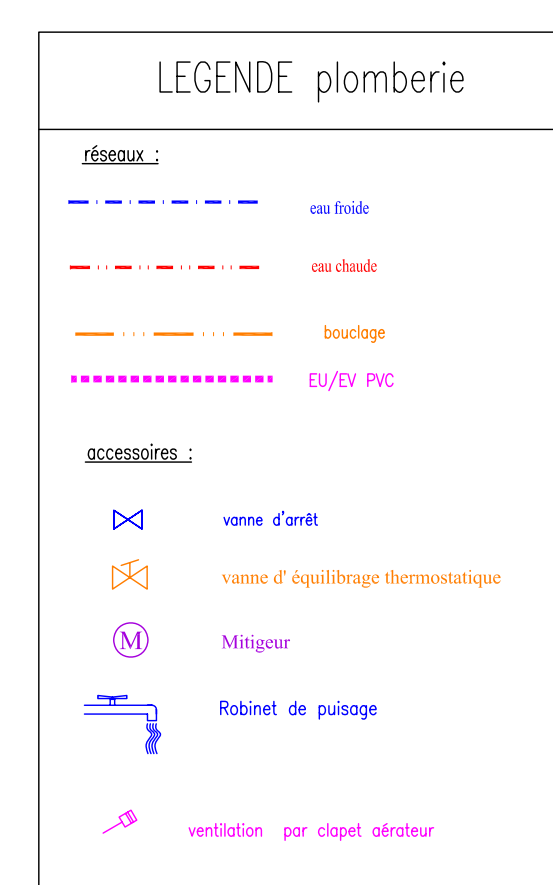 LEGENDE plomberie
réseaux :
eau froide
eau chaude
bouclage
EU/EV PVC
accessoires :
vanne d'arrêt
vanne d' équilibrage thermostatique
M Mitigeur
Robinet de puisage
ventilation par clapet aérateur